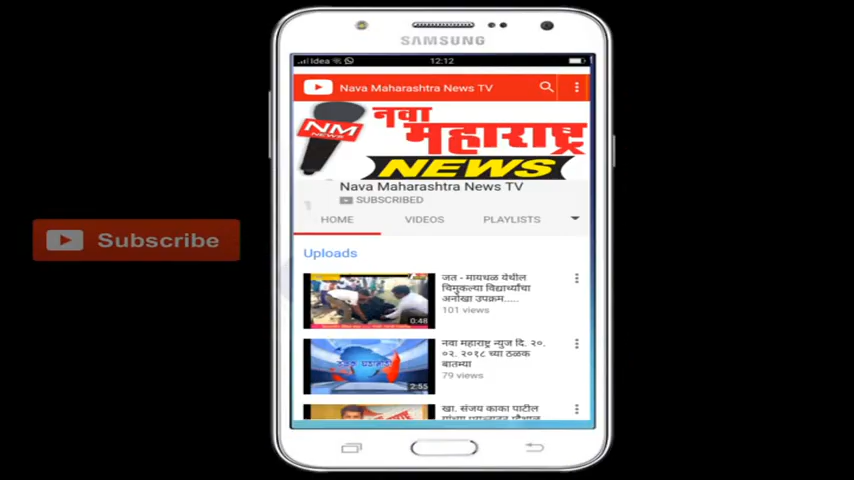 SAMSUNG
Idea
12:12
Nava Maharashtra News TV
नवा
महाराष्ट्र
NM
NEWS
NEWS
Nava Maharashtra News TV
SUBSCRIBED
HOME VIDEOS PLAYLISTS
Subscribe
Uploads
जत - मायथळ येथील
चिमुकल्या विद्यार्थ्यांचा
अनोखा उपक्रम.....
101 views
0:48
नवा महाराष्ट्र न्युज दि. २०.
०२. २०१८ च्या ठळक
बातम्या
79 views
2:55
खा. संजय काका पाटील